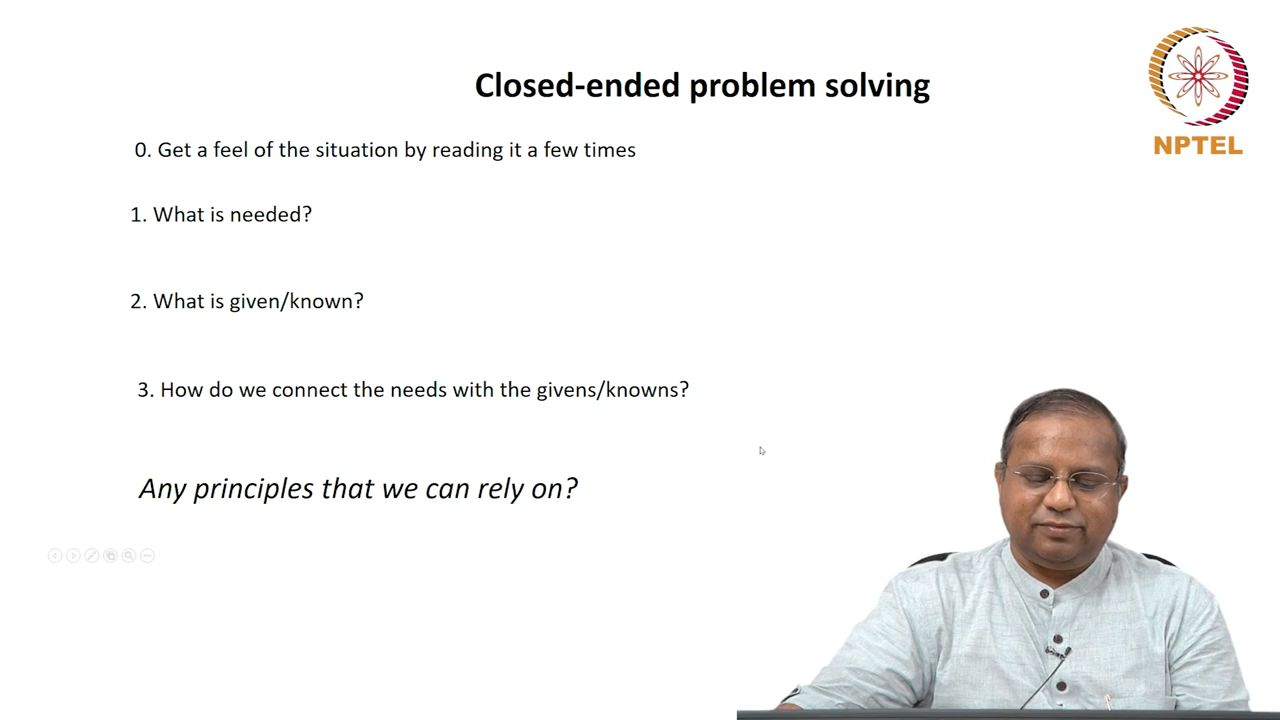 Closed-ended problem solving
NPTEL
0. Get a feel of the situation by reading it a few times
1. What is needed?
2. What is given/known?
3. How do we connect the needs with the givens/knowns?
Any principles that we can rely on?